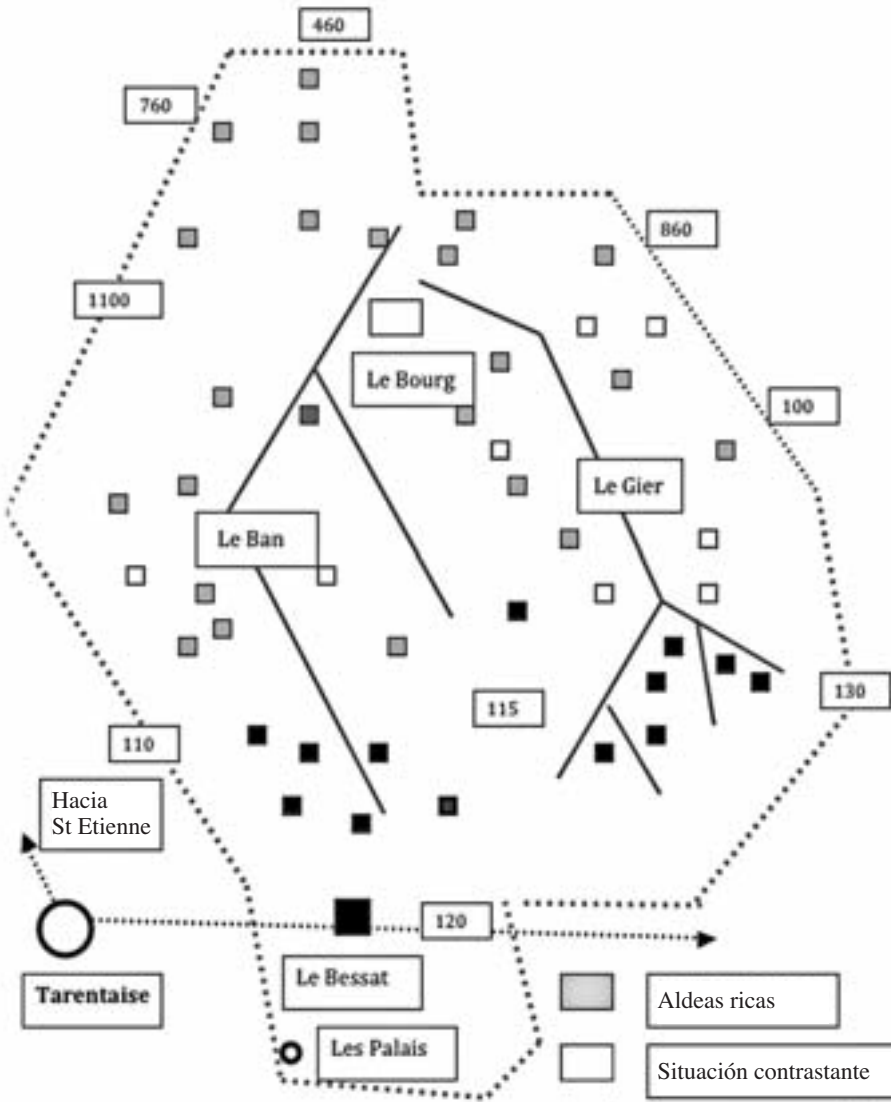 460
760
860
1100
Le Bourg
100
Le Gier
Le Ban
130
115
110
Hacia
St Etienne
120
Tarentaise
Le Bessat
Aldeas ricas
Les Palais
Situación contrastante